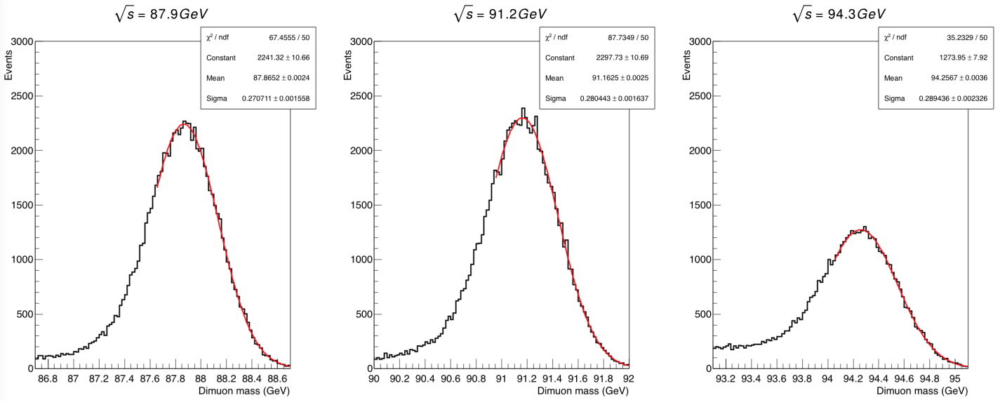 √s = 87.9GeV
χ² / ndf 67.4555 / 50
Constant 2241.32 ± 10.66
Mean 87.8652 ± 0.0024
Sigma 0.270711 ± 0.001558
Events
3000
2500
2000
1500
1000
500
0
86.8 87 87.2 87.4 87.6 87.8 88 88.2 88.4 88.6
Dimuon mass (GeV)
√s = 91.2GeV
χ² / ndf 87.7349 / 50
Constant 2297.73 ± 10.69
Mean 91.1625 ± 0.0025
Sigma 0.280443 ± 0.001637
Events
3000
2500
2000
1500
1000
500
0
90 90.2 90.4 90.6 90.8 91 91.2 91.4 91.6 91.8 92
Dimuon mass (GeV)
√s = 94.3GeV
χ² / ndf 35.2329 / 50
Constant 1273.95 ± 7.92
Mean 94.2567 ± 0.0036
Sigma 0.289436 ± 0.002326
Events
3000
2500
2000
1500
1000
500
0
93.2 93.4 93.6 93.8 94 94.2 94.4 94.6 94.8 95
Dimuon mass (GeV)